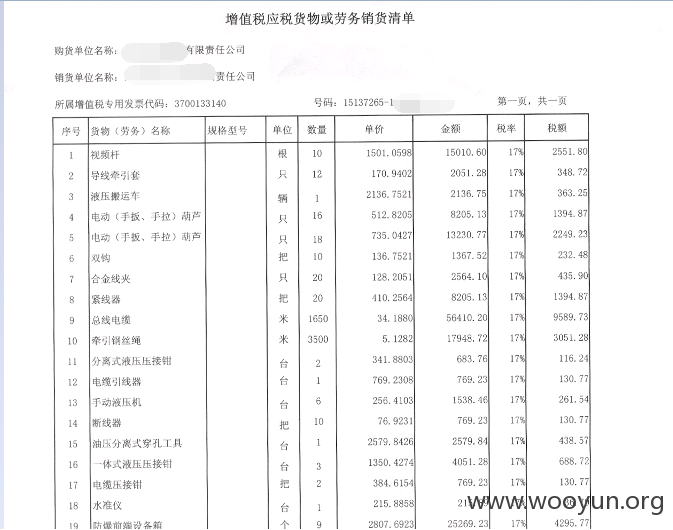 增值税应税货物或劳务销货清单
购货单位名称： 有限责任公司
销货单位名称： 有限责任公司
所属增值税专用发票代码：3700133140 号码：15137265-1 第一页，共一页
序号 货物（劳务）名称 规格型号 单位 数量 单价 金额 税率 税额
1 视频杆 根 10 1501.0598 15010.60 17% 2551.80
2 导线牵引套 只 12 170.9402 2051.28 17% 348.72
3 液压搬运车 辆 1 2136.7521 2136.75 17% 363.25
4 电动（手扳、手拉）葫芦 只 16 512.8205 8205.13 17% 1394.87
5 电动（手扳、手拉）葫芦 只 18 735.0427 13230.77 17% 2249.23
6 双钩 把 10 136.7521 1367.52 17% 232.48
7 合金线夹 只 20 128.2051 2564.10 17% 435.90
8 紧线器 把 20 410.2564 8205.13 17% 1394.87
9 总线电缆 米 1650 34.1880 56410.20 17% 9589.73
10 牵引钢丝绳 米 3500 5.1282 17948.72 17% 3051.28
11 分离式液压压接钳 台 2 341.8803 683.76 17% 116.24
12 电缆引线器 台 1 769.2308 769.23 17% 130.77
13 手动液压机 台 6 256.4103 1538.46 17% 261.54
14 断线器 把 10 76.9231 769.23 17% 130.77
15 油压分离式穿孔工具 台 1 2579.8426 2579.84 17% 438.57
16 一体式液压压接钳 台 3 1350.4274 4051.28 17% 688.72
17 电缆压接钳 把 2 384.6154 769.23 17% 130.77
18 水准仪 台 1 215.8858 17%
19 防爆前端设备箱 个 9 2807.6923 25269.23 17% 4295.77
www.wooyun.org